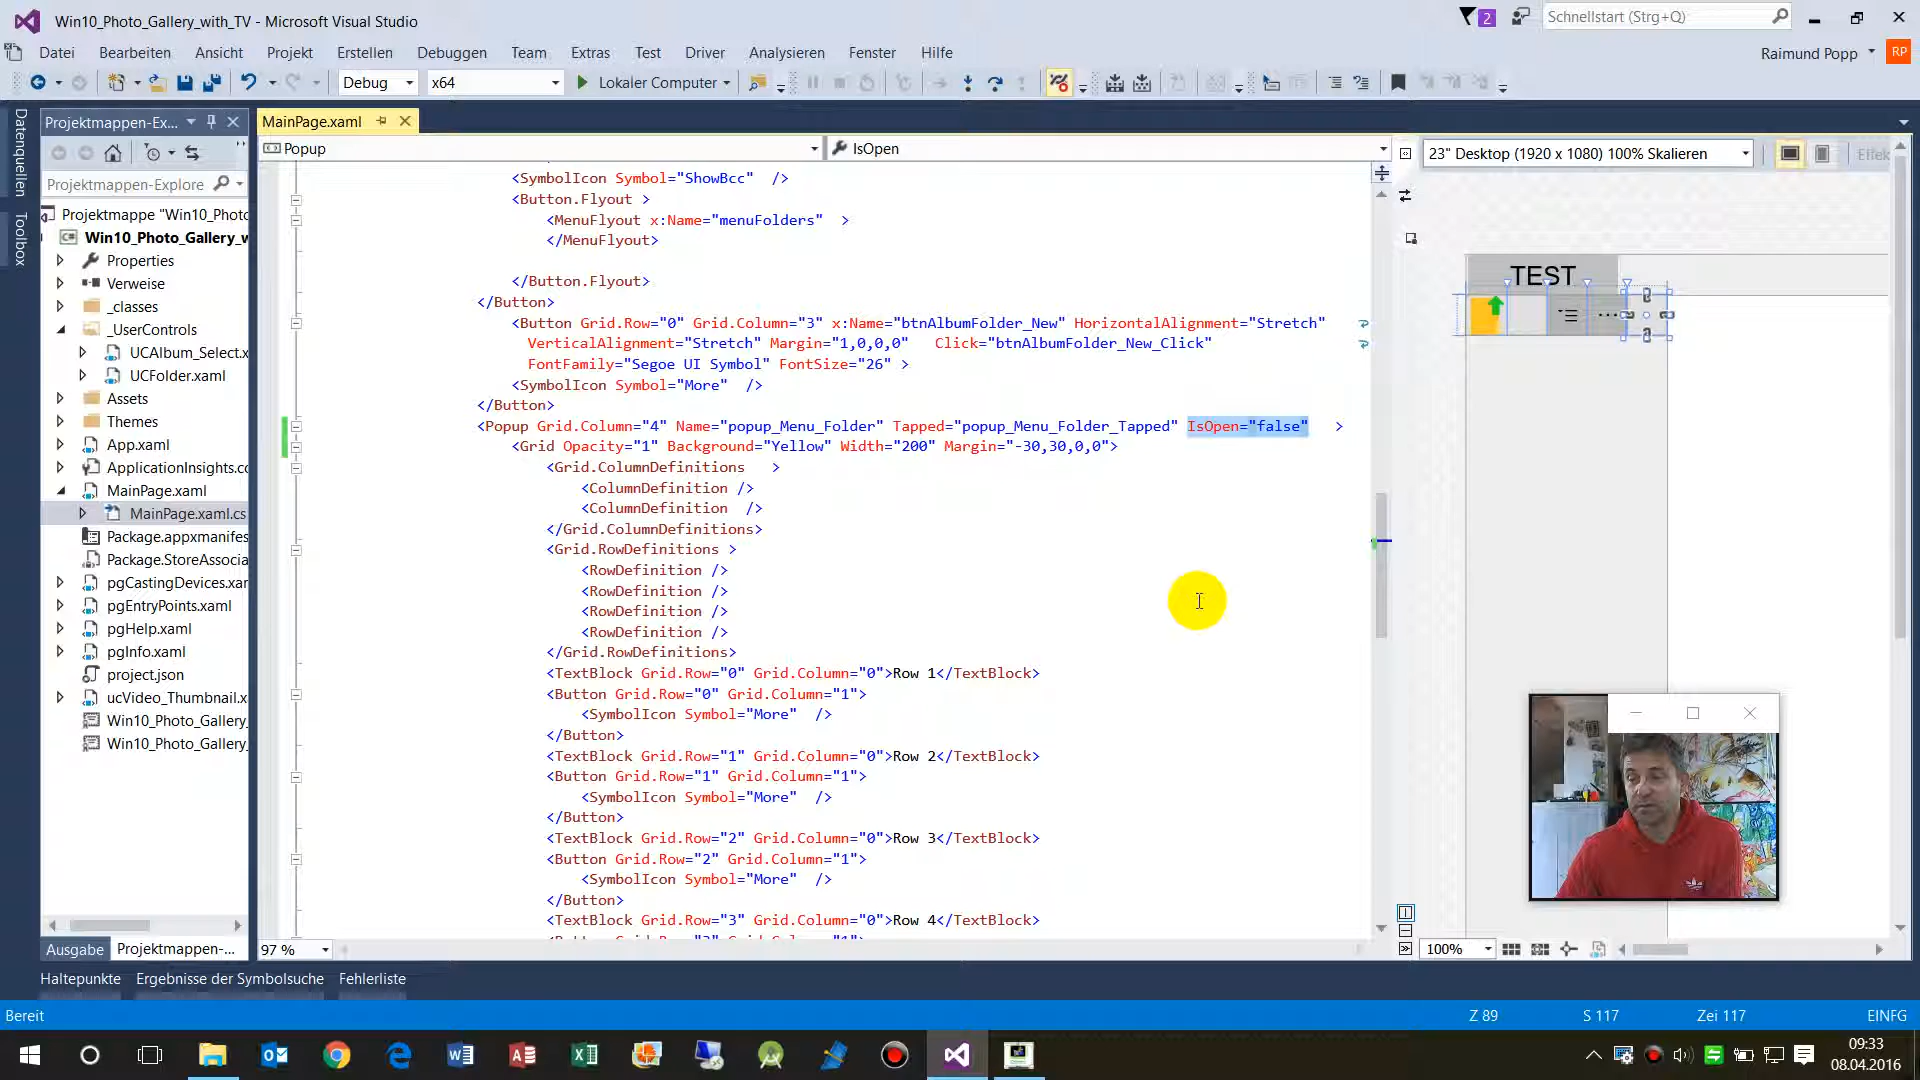 Win10_Photo_Gallery_with_TV - Microsoft Visual Studio
2
Schnellstart (Strg+Q)
Datei Bearbeiten Ansicht Projekt Erstellen Debuggen Team Extras Test Driver Analysieren Fenster Hilfe
Raimund Popp
RP
Debug
x64
Lokaler Computer
Datenquellen
Toolbox
Projektmappen-Ex...
Projektmappen-Explore
Projektmappe "Win10_Photo
Win10_Photo_Gallery_w
Properties
Verweise
_classes
_UserControls
UCAlbum_Select.x
UCFolder.xaml
Assets
Themes
App.xaml
ApplicationInsights.co
MainPage.xaml
MainPage.xaml.cs
Package.appxmanifes
Package.StoreAssocia
pgCastingDevices.xar
pgEntryPoints.xaml
pgHelp.xaml
pgInfo.xaml
project.json
ucVideo_Thumbnail.x
Win10_Photo_Gallery_
Win10_Photo_Gallery_
Ausgabe
Projektmappen-...
MainPage.xaml
Popup
IsOpen
<SymbolIcon Symbol="ShowBcc" />
<Button.Flyout >
<MenuFlyout x:Name="menuFolders" >
</MenuFlyout>
</Button.Flyout>
</Button>
<Button Grid.Row="0" Grid.Column="3" x:Name="btnAlbumFolder_New" HorizontalAlignment="Stretch"
VerticalAlignment="Stretch" Margin="1,0,0,0" Click="btnAlbumFolder_New_Click"
FontFamily="Segoe UI Symbol" FontSize="26" >
<SymbolIcon Symbol="More" />
</Button>
<Popup Grid.Column="4" Name="popup_Menu_Folder" Tapped="popup_Menu_Folder_Tapped" IsOpen="false" >
<Grid Opacity="1" Background="Yellow" Width="200" Margin="-30,30,0,0">
<Grid.ColumnDefinitions >
<ColumnDefinition />
<ColumnDefinition />
</Grid.ColumnDefinitions>
<Grid.RowDefinitions >
<RowDefinition />
<RowDefinition />
<RowDefinition />
<RowDefinition />
</Grid.RowDefinitions>
<TextBlock Grid.Row="0" Grid.Column="0">Row 1</TextBlock>
<Button Grid.Row="0" Grid.Column="1">
<SymbolIcon Symbol="More" />
</Button>
<TextBlock Grid.Row="1" Grid.Column="0">Row 2</TextBlock>
<Button Grid.Row="1" Grid.Column="1">
<SymbolIcon Symbol="More" />
</Button>
<TextBlock Grid.Row="2" Grid.Column="0">Row 3</TextBlock>
<Button Grid.Row="2" Grid.Column="1">
<SymbolIcon Symbol="More" />
</Button>
<TextBlock Grid.Row="3" Grid.Column="0">Row 4</TextBlock>
97 %
23" Desktop (1920 x 1080) 100% Skalieren
Effek
TEST
100%
Haltepunkte Ergebnisse der Symbolsuche Fehlerliste
Bereit
Z 89
S 117
Zei 117
EINFG
09:33
08.04.2016